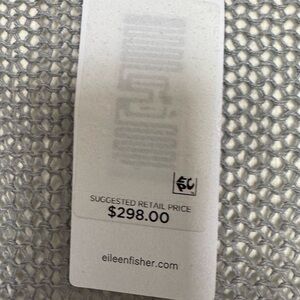 SUGGESTED RETAIL PRICE
$298.00
eileenfisher.com